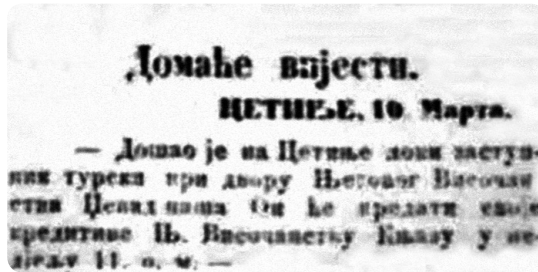 Домаће вијести.
ЦЕТИЊЕ, 10 Марта.
— Дошао је на Цетиње нови заступ-
ник турски при двору Његовог Височан
ства Џевад паша Он ће предати своје
кредитиве Њ. Височанству Књазу у не-
дјељу 11. о. м. —